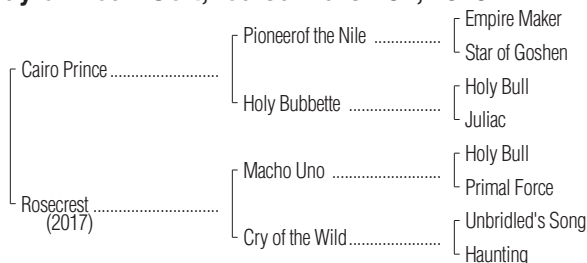 Empire Maker
Pioneerof the Nile
Star of Goshen
Cairo Prince
Holy Bull
Holy Bubbette
Juliac
Holy Bull
Macho Uno
Primal Force
Rosecrest
(2017)
Unbridled's Song
Cry of the Wild
Haunting